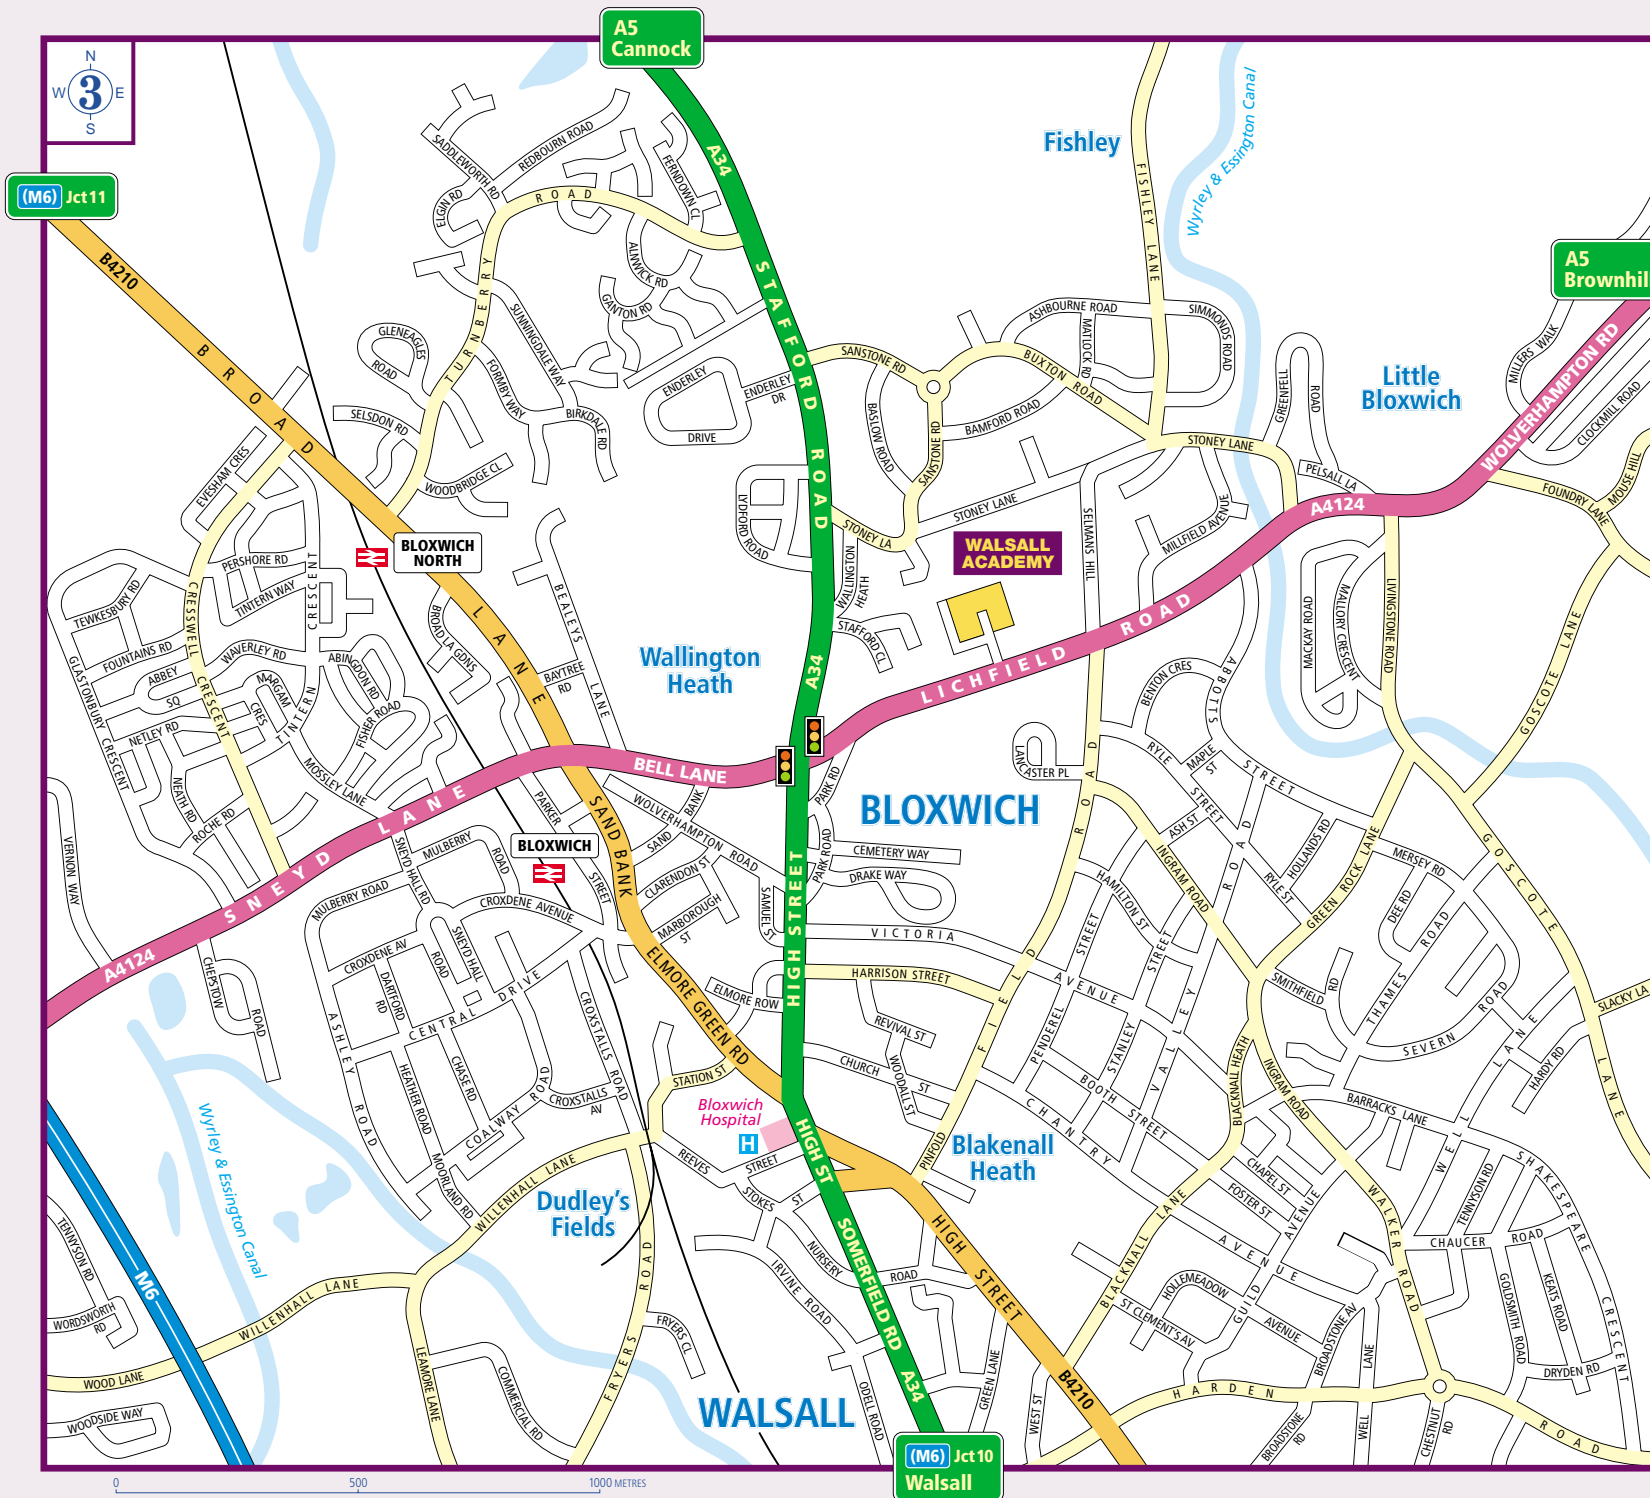 A5
Cannock
N
W 3 E
S
(M6) Jct 11
A5
Brownhil
Fishley
Wyrley & Essington Canal
FISHLEY LANE
A34
SADDLEWORTH RD
REDBOURN ROAD
ELGIN RD
FERNDOWN CL
TURNBERRY ROAD
ALNWICK RD
GANTON RD
SUNNINGDALE WAY
FORMBY WAY
BIRKDALE RD
GLENEAGLES
ROAD
SELSDON RD
WOODBRIDGE CL
B4210
BROAD LANE
STAFFORD ROAD
ENDERLEY
DRIVE
ENDERLEY
DR
SANSTONE RD
BASLOW ROAD
SANSTONE RD
BAMFORD ROAD
BUXTON ROAD
ASHBOURNE ROAD
MATLOCK RD
SIMMONDS ROAD
GREENFELL
ROAD
Little
Bloxwich
MILLERS WALK
WOLVERHAMPTON RD
CLOCKMILL ROAD
MOUSE HILL
FOUNDRY LANE
PELSALL LA
A4124
STONEY LANE
STONEY LANE
STONEY LA
LYDFORD ROAD
WALLINGTON
HEATH
STAFFORD CL
WALSALL
ACADEMY
SELMANS HILL
MILLFIELD AVENUE
LICHFIELD ROAD
MACKAY ROAD
MALLORY CRESCENT
LIVINGSTONE ROAD
GOSCOTE LANE
EVESHAM CRES
PERSHORE RD
TINTERN WAY
TINTERN CRESCENT
CRESSWELL CRESCENT
TEWKESBURY RD
FOUNTAINS RD
ABBEY
SQ
WAVERLEY RD
MARGAM
CRES
ABINGDON RD
FISHER ROAD
NETLEY RD
GLASTONBURY CRESCENT
NEATH RD
ROCHE RD
MOSSLEY LANE
BLOXWICH
NORTH
BROAD LA GDNS
BEALEYS LANE
BAYTREE
RD
Wallington
Heath
A34
BELL LANE
SNEYD LANE
A4124
VERNON WAY
CHEPSTOW
ROAD
BLOXWICH
PARKER
STREET
SAND BANK
WOLVERHAMPTON ROAD
SAND
BANK
CLARENDON ST
MARBOROUGH
ST
SAMUEL ST
PARK RD
PARK ROAD
CEMETERY WAY
DRAKE WAY
HIGH STREET
VICTORIA AVENUE
HARRISON STREET
BLOXWICH
LANCASTER PL
FIELD ROAD
BENTON CRES
ABBOTTS
RYLE
STREET
MAPLE
ST
STREET
ASH ST
ROAD
RYLE ST
HOLLANDS RD
INGRAM ROAD
HAMILTON ST
GREEN ROCK LANE
MERSEY RD
DEE RD
THAMES ROAD
GOSCOTE LANE
SLACKY LA
SMITHFIELD
RD
SEVERN ROAD
HARDY RD
WELL LANE
BARRACKS LANE
MULBERRY
ROAD
MULBERRY ROAD
SNEYD HALL RD
CROXDENE AVENUE
CROXDENE AV
SNEYD HALL
ROAD
DARTFORD
RD
CENTRAL DRIVE
ASHLEY ROAD
HEATHER ROAD
CHASE RD
COALWAY ROAD
CROXSTALLS
AV
CROXSTALLS ROAD
MOORLAND RD
ELMORE ROW
ELMORE GREEN RD
STATION ST
REVIVAL ST
CHURCH ST
WOODALL ST
STREET
PENDEREL
STANLEY
STREET
VALLEY
BOOTH STREET
CHANTRY AVENUE
BLACKNALL HEATH
INGRAM ROAD
Bloxwich
Hospital
H
HIGH ST
REEVES
STREET
STOKES
ST
PINFOLD
Blakenall
Heath
Dudley's
Fields
Wyrley & Essington Canal
M6
TENNYSON RD
WORDSWORTH
RD
WOOD LANE
WOODSIDE WAY
WILLENHALL LANE
WILLENHALL LANE
LEAMORE LANE
COMMERCIAL RD
FRYERS ROAD
FRYERS CL
NURSERY
ROAD
IRVINE ROAD
ODELL ROAD
SOMERFIELD RD
A34
GREEN LANE
HIGH STREET
B4210
WEST ST
BLACKNALL LANE
CHAPEL ST
FOSTER ST
GUILD AVENUE
HOLLEMEADOW
AVENUE
ST CLEMENT'S AV
BROADSTONE AV
BROADSTONE
RD
WELL
LANE
WALKER ROAD
CHESTNUT
RD
HARDEN ROAD
TENNYSON RD
SHAKESPEARE CRESCENT
CHAUCER ROAD
GOLDSMITH ROAD
KEATS ROAD
DRYDEN RD
WALSALL
(M6) Jct 10
Walsall
0 500 1000 METRES